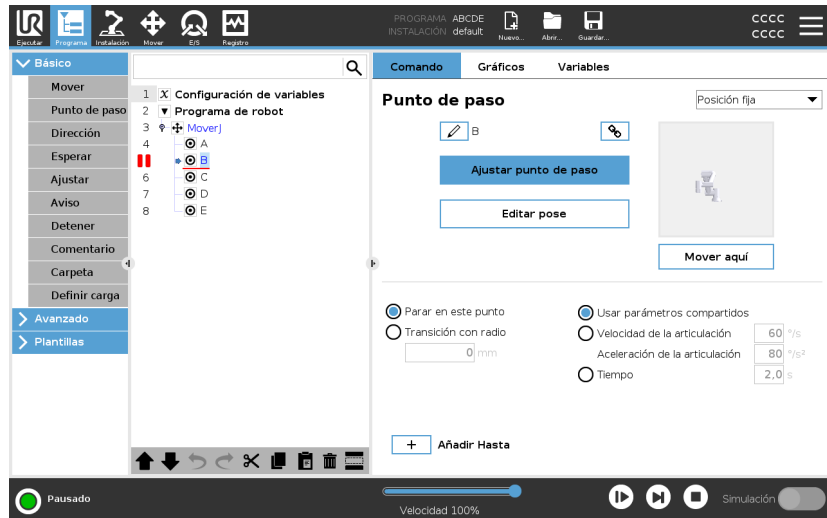 UR
Ejecutar
Programa
Instalación
Mover
E/S
Registro
PROGRAMA ABCDE
INSTALACIÓN default
Nuevo...
Abrir...
Guardar...
CCCC
CCCC
Básico
Mover
Punto de paso
Dirección
Esperar
Ajustar
Aviso
Detener
Comentario
Carpeta
Definir carga
Avanzado
Plantillas
1 X Configuración de variables
2 Programa de robot
3 MoverJ
4 A
B
6 C
7 D
8 E
Comando Gráficos Variables
Punto de paso
Posición fija
B
Ajustar punto de paso
Editar pose
Mover aquí
Parar en este punto
Transición con radio
0 mm
Usar parámetros compartidos
Velocidad de la articulación 60 °/s
Aceleración de la articulación 80 °/s²
Tiempo 2,0 s
+ Añadir Hasta
Pausado
Velocidad 100%
Simulación